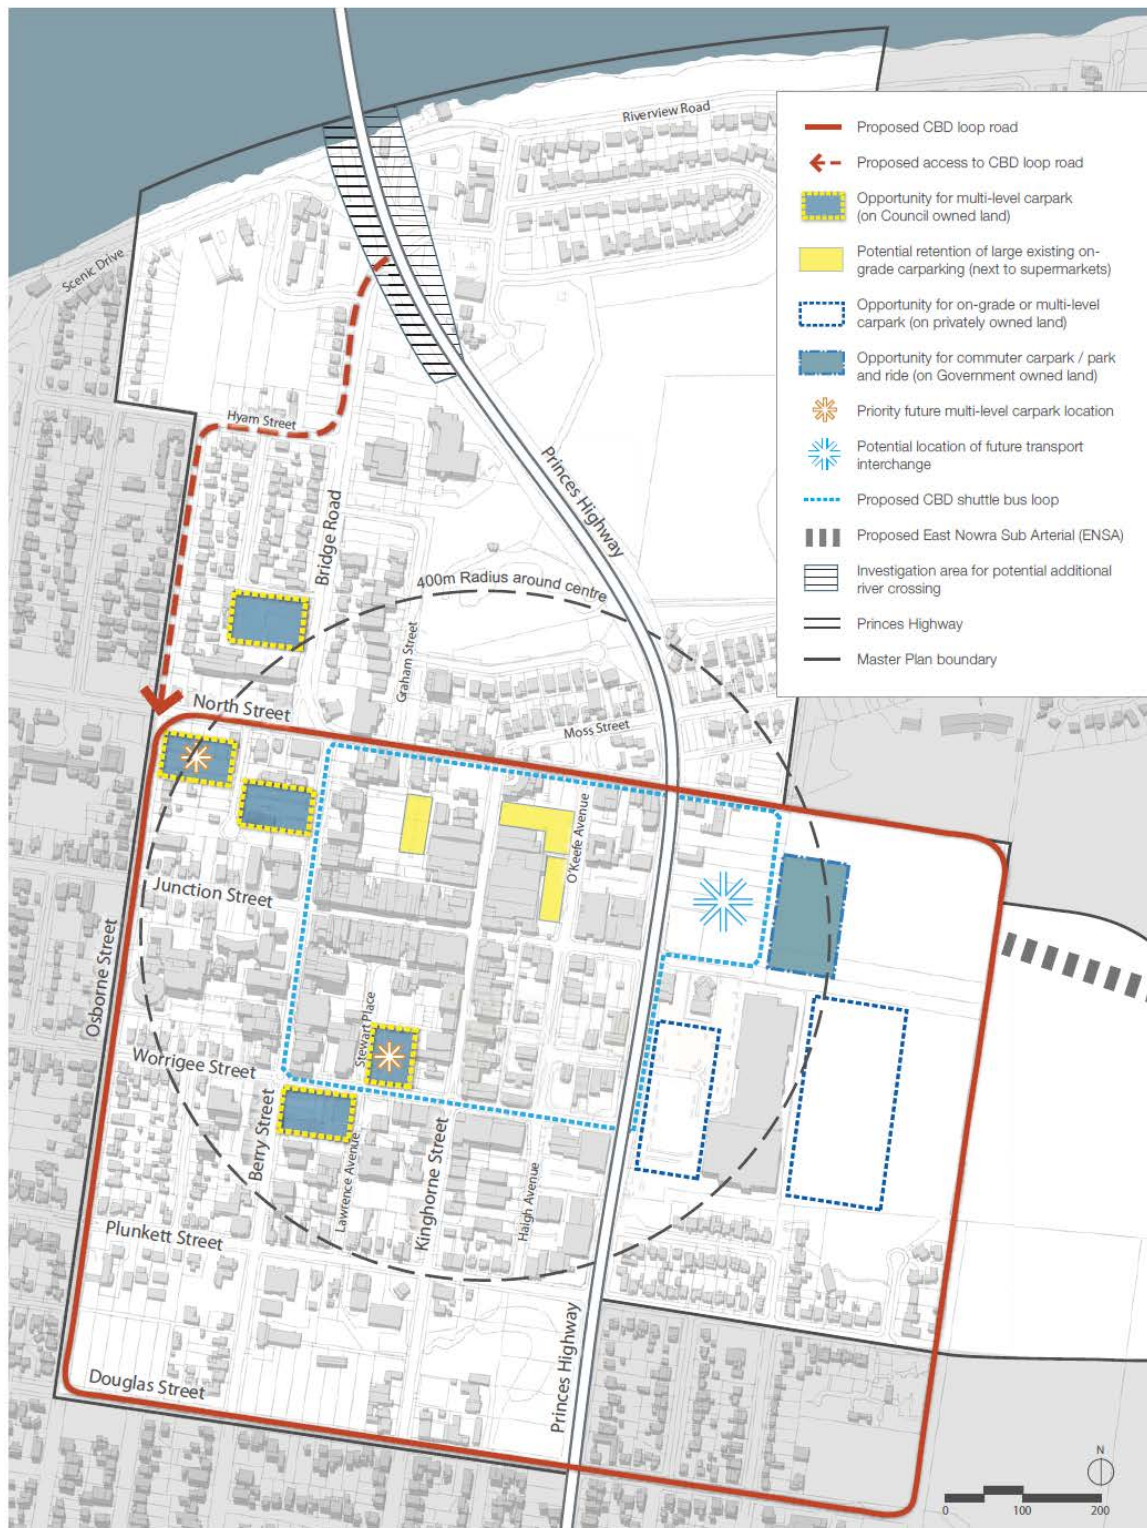 Riverview Road
Scenic Drive
Proposed CBD loop road
Proposed access to CBD loop road
Opportunity for multi-level carpark
(on Council owned land)
Potential retention of large existing on-
grade carparking (next to supermarkets)
Opportunity for on-grade or multi-level
carpark (on privately owned land)
Opportunity for commuter carpark / park
and ride (on Government owned land)
Priority future multi-level carpark location
Potential location of future transport
interchange
Proposed CBD shuttle bus loop
Proposed East Nowra Sub Arterial (ENSA)
Investigation area for potential additional
river crossing
Princes Highway
Master Plan boundary
Hyam Street
Princes Highway
Bridge Road
400m Radius around centre
Graham Street
North Street
Moss Street
O'Keefe Avenue
Junction Street
Osborne Street
Stewart Place
Worrigee Street
Berry Street
Lawrence Avenue
Kinghorne Street
Haigh Avenue
Plunkett Street
Princes Highway
Douglas Street
N
0 100 200